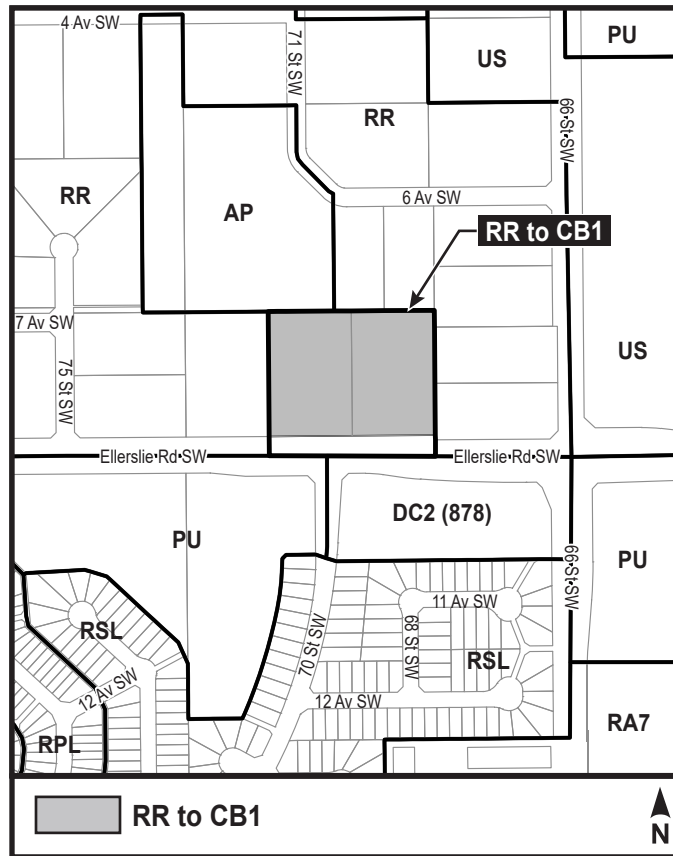 4 Av SW
71 St SW
US
PU
RR
66 St SW
RR
AP
6 Av SW
RR to CB1
7 Av SW
75 St SW
US
Ellerslie Rd SW
Ellerslie Rd SW
DC2 (878)
PU
PU
66 St SW
11 Av SW
RSL
70 St SW
68 St SW
RSL
12 Av SW
12 Av SW
RA7
RPL
RR to CB1
N